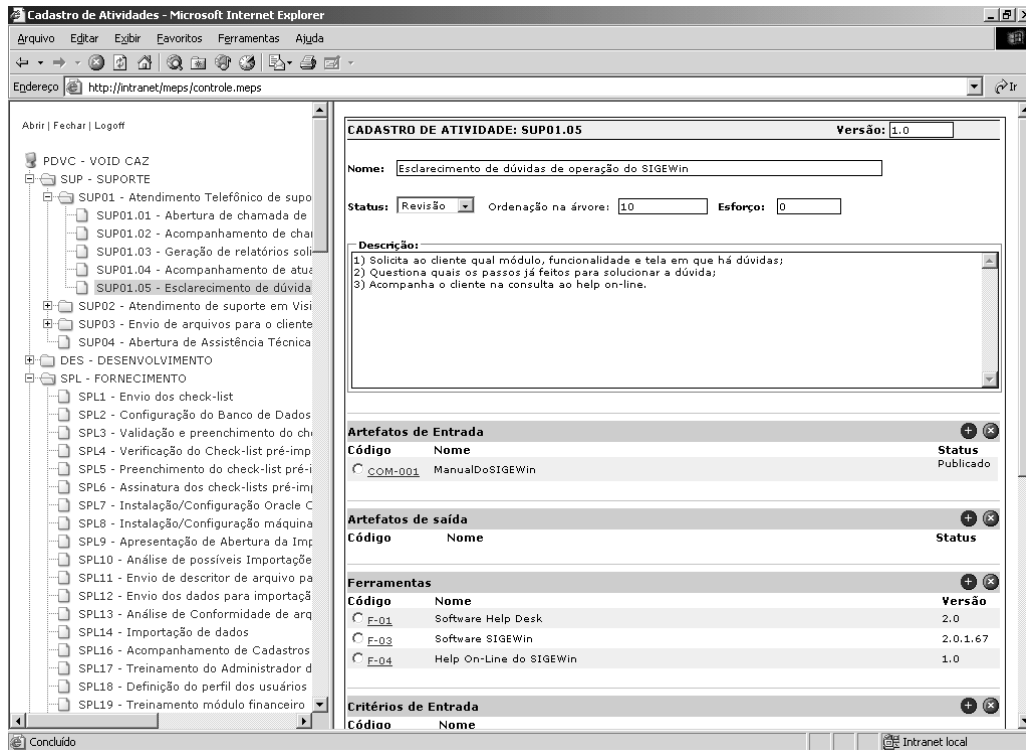 Cadastro de Atividades - Microsoft Internet Explorer
Arquivo Editar Exibir Favoritos Ferramentas Ajuda
Endereço http://intranet/meps/controle.meps Ir
Abrir | Fechar | Logoff
PDVC - VOID CAZ
SUP - SUPORTE
SUP01 - Atendimento Telefônico de supo
SUP01.01 - Abertura de chamada de
SUP01.02 - Acompanhamento de cha
SUP01.03 - Geração de relatórios soli
SUP01.04 - Acompanhamento de atua
SUP01.05 - Esclarecimento de dúvida
SUP02 - Atendimento de suporte em Visi
SUP03 - Envio de arquivos para o cliente
SUP04 - Abertura de Assistência Técnica
DES - DESENVOLVIMENTO
SPL - FORNECIMENTO
SPL1 - Envio dos check-list
SPL2 - Configuração do Banco de Dados
SPL3 - Validação e preenchimento do ch
SPL4 - Verificação do Check-list pré-imp
SPL5 - Preenchimento do check-list pré-i
SPL6 - Assinatura dos check-lists pré-imp
SPL7 - Instalação/Configuração Oracle C
SPL8 - Instalação/Configuração máquina
SPL9 - Apresentação de Abertura da Imp
SPL10 - Análise de possíveis Importaçõe
SPL11 - Envio de descritor de arquivo pa
SPL12 - Envio dos dados para importaçã
SPL13 - Análise de Conformidade de arq
SPL14 - Importação de dados
SPL16 - Acompanhamento de Cadastros
SPL17 - Treinamento do Administrador d
SPL18 - Definição do perfil dos usuários
SPL19 - Treinamento módulo financeiro
CADASTRO DE ATIVIDADE: SUP01.05 Versão: 1.0
Nome: Esclarecimento de dúvidas de operação do SIGEWin
Status: Revisão Ordenação na árvore: 10 Esforço: 0
Descrição:
1) Solicita ao cliente qual módulo, funcionalidade e tela em que há dúvidas;
2) Questiona quais os passos já feitos para solucionar a dúvida;
3) Acompanha o cliente na consulta ao help on-line.
Artefatos de Entrada
Código Nome Status
COM-001 ManualDoSIGEWin Publicado
Artefatos de saída
Código Nome Status
Ferramentas
Código Nome Versão
F-01 Software Help Desk 2.0
F-03 Software SIGEWin 2.0.1.67
F-04 Help On-Line do SIGEWin 1.0
Critérios de Entrada
Código Nome
Concluído Intranet local